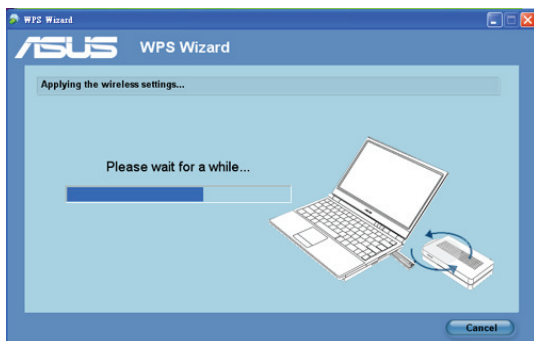 WPS Wizard
ASUS WPS Wizard
Applying the wireless settings...
Please wait for a while...
Cancel